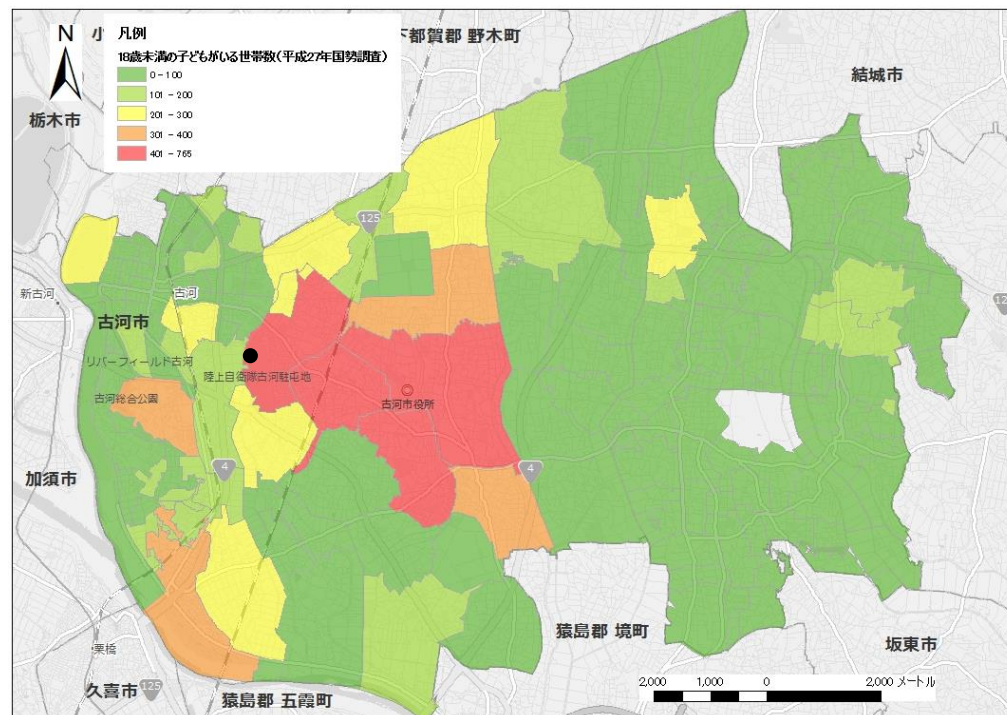 N
凡例
18歳未満の子どもがいる世帯数（平成27年国勢調査）
0 - 100
101 - 200
201 - 300
301 - 400
401 - 765
小
下都賀郡 野木町
結城市
栃木市
125
新古河
古河
古河市
12
リバーフィールド古河
陸上自衛隊古河駐屯地
古河総合公園
古河市役所
加須市
4
4
栗橋
久喜市
125
猿島郡 五霞町
猿島郡 境町
坂東市
2,000 1,000 0 2,000 メートル